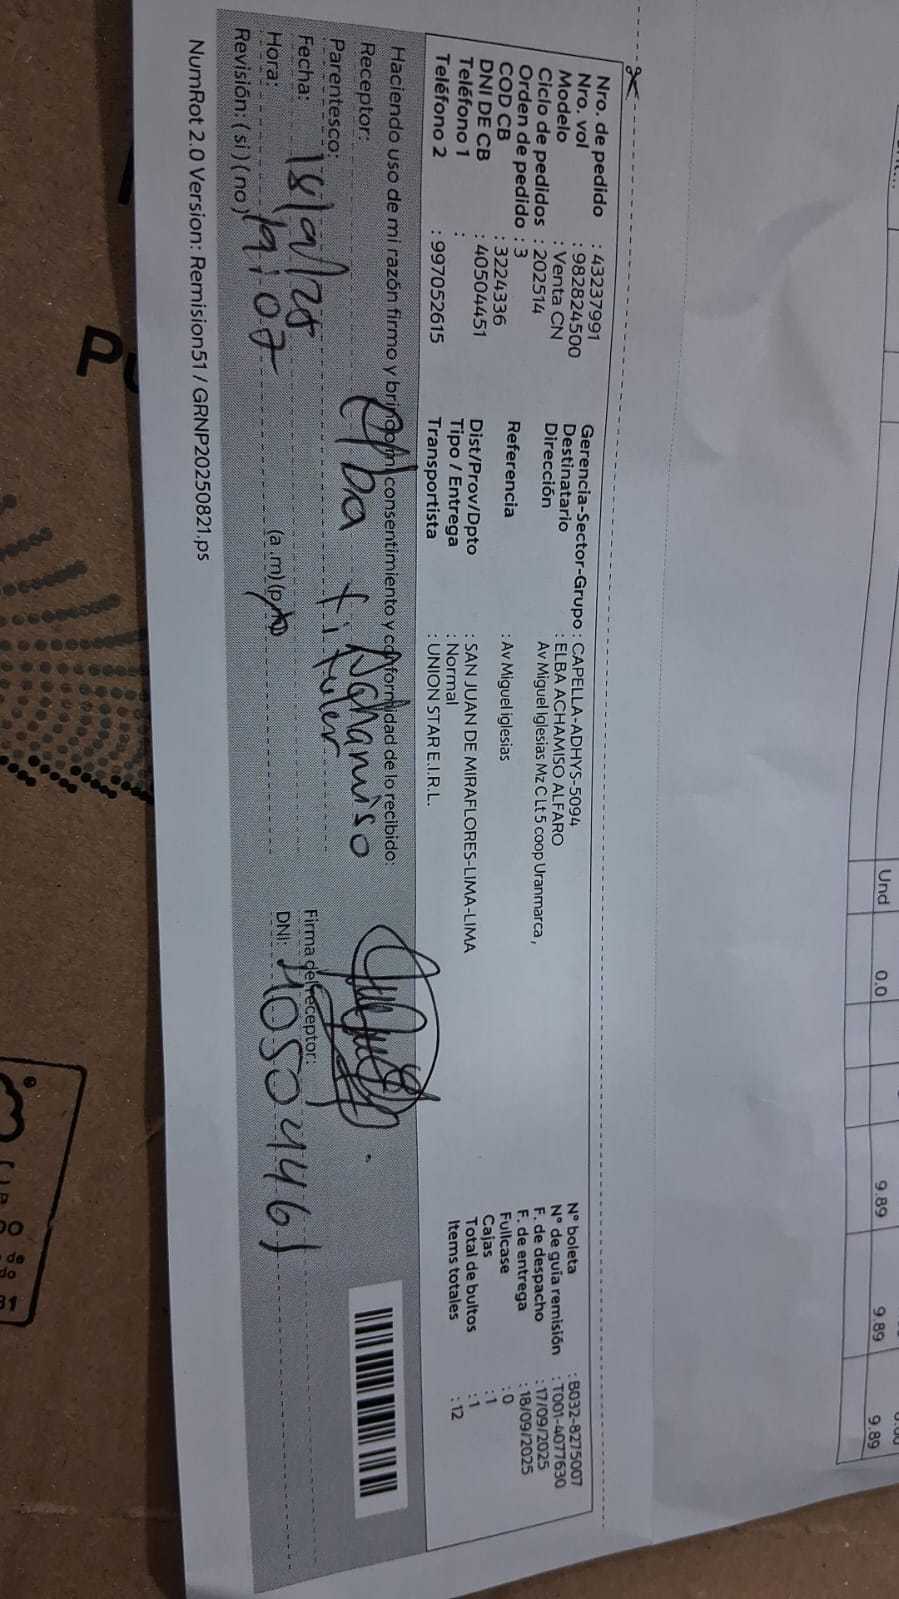 Und 0.0 9.89 9.89 9.89
Nro. de pedido : 43237991
Nro. vol : 982824500
Modelo : Venta CN
Ciclo de pedidos : 202514
Orden de pedido : 3
COD CB : 3224336
DNI DE CB : 40504451
Teléfono 1 :
Teléfono 2 : 997052615
Gerencia-Sector-Grupo : CAPELLA-ADHYS-5094
Destinatario : ELBA ACHAMISO ALFARO
Dirección Av Miguel Iglesias Mz C Lt 5 coop Uranmarca,
Referencia : Av Miguel Iglesias
Dist/Prov/Dpto : SAN JUAN DE MIRAFLORES-LIMA-LIMA
Tipo / Entrega : Normal
Transportista : UNION STAR E.I.R.L.
N° boleta : B032-8275007
N° de guía remisión : T001-4077630
F. de despacho : 17/09/2025
F. de entrega : 18/09/2025
Fullcase : 0
Cajas : 1
Total de bultos : 1
Items totales : 12
Haciendo uso de mi razón firmo y brindo mi consentimiento y conformidad de lo recibido:
Receptor: Elba Achamiso
Parentesco: titular
Fecha: 18/9/25
Firma del receptor:
Hora: (a.m)(p.m)
DNI: 40504461
Revisión: ( si ) ( no )
NumRot 2.0 Version: Remision51 / GRNP20250821.ps